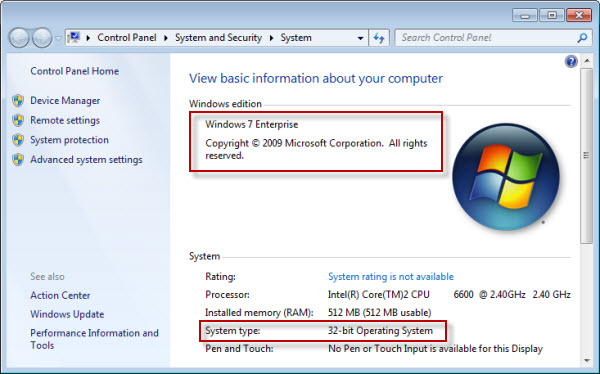 Control Panel ▸ System and Security ▸ System
Search Control Panel
Control Panel Home
Device Manager
Remote settings
System protection
Advanced system settings
See also
Action Center
Windows Update
Performance Information and
Tools
View basic information about your computer
Windows edition
Windows 7 Enterprise
Copyright © 2009 Microsoft Corporation. All rights
reserved.
System
Rating: System rating is not available
Processor: Intel(R) Core(TM)2 CPU 6600 @ 2.40GHz 2.40 GHz
Installed memory (RAM): 512 MB (512 MB usable)
System type: 32-bit Operating System
Pen and Touch: No Pen or Touch Input is available for this Display